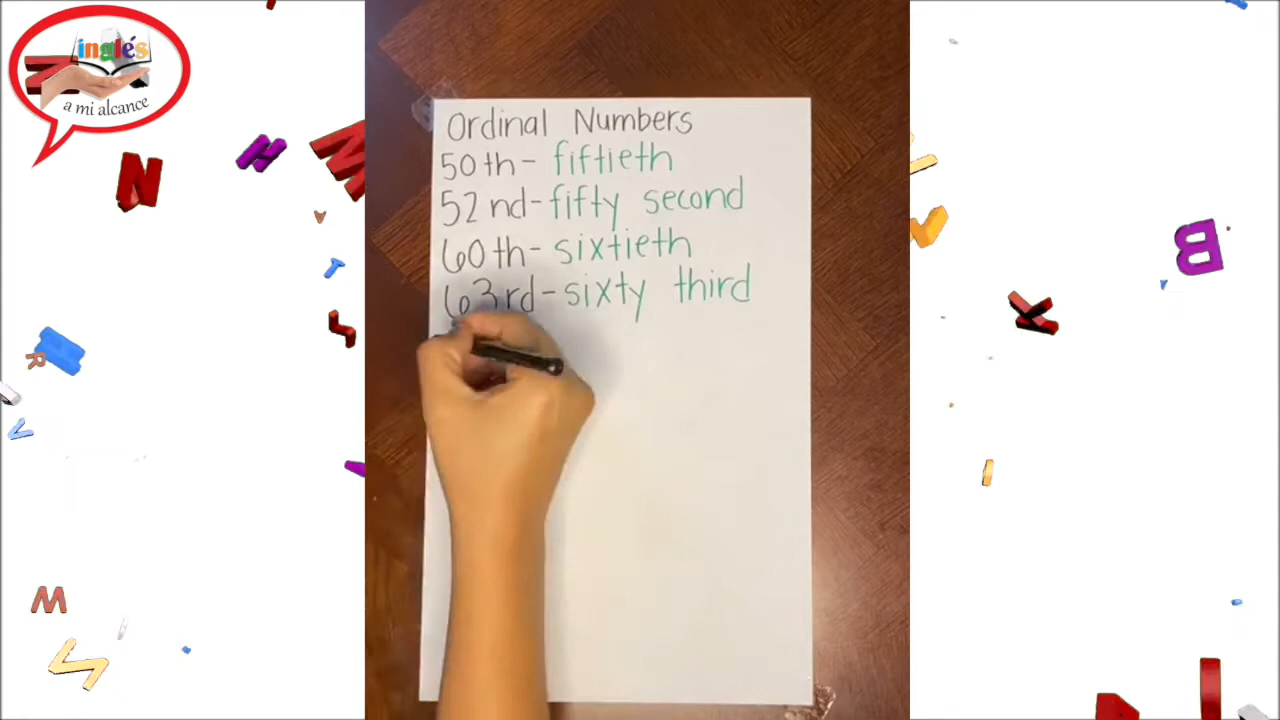 inglés
a mi alcance
Ordinal Numbers
50th- fiftieth
52nd-fifty second
60th- sixtieth
63rd-sixty third